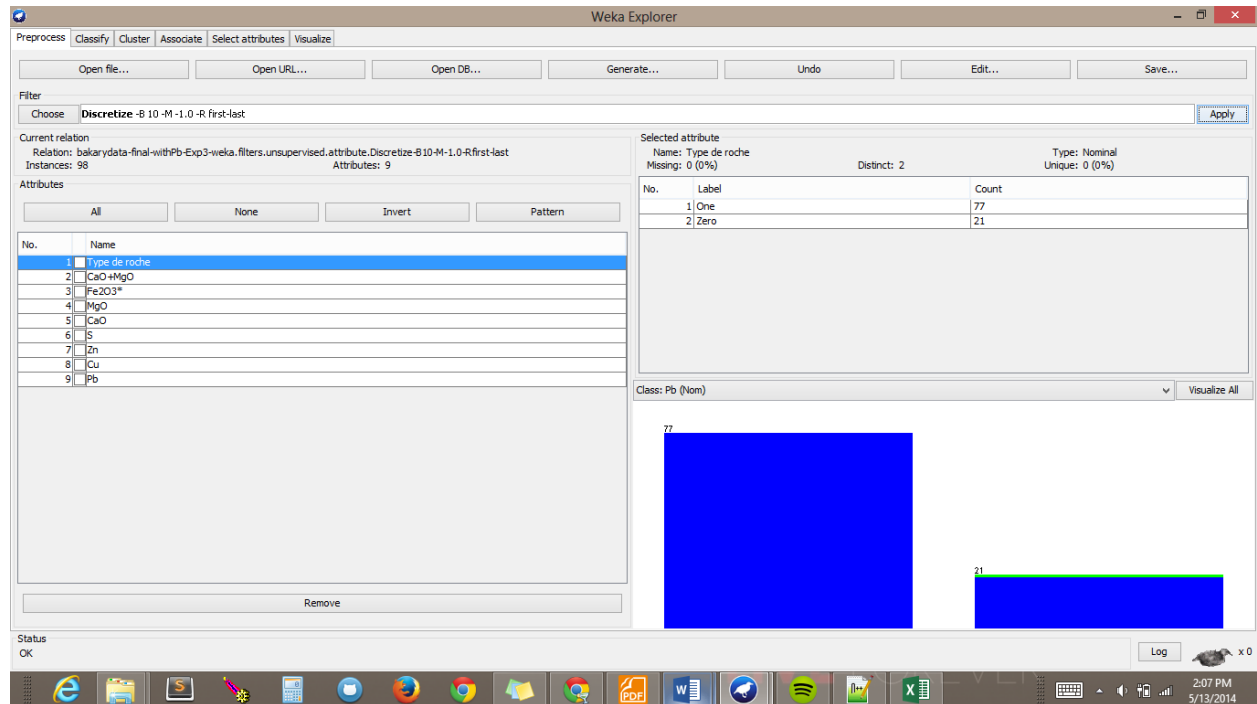 Weka Explorer
Preprocess Classify Cluster Associate Select attributes Visualize
Open file... Open URL... Open DB... Generate... Undo Edit... Save...
Filter
Choose Discretize -B 10 -M -1.0 -R first-last Apply
Current relation
Relation: bakarydata-final-withPb-Exp3-weka.filters.unsupervised.attribute.Discretize-B10-M-1.0-Rfirst-last
Instances: 98 Attributes: 9
Attributes
All None Invert Pattern
No. Name
1 Type de roche
2 CaO+MgO
3 Fe2O3*
4 MgO
5 CaO
6 S
7 Zn
8 Cu
9 Pb
Remove
Selected attribute
Name: Type de roche Type: Nominal
Missing: 0 (0%) Distinct: 2 Unique: 0 (0%)
No. Label Count
1 One 77
2 Zero 21
Class: Pb (Nom) Visualize All
77
21
Status
OK
Log x 0
S PDF W n++ X
2:07 PM
5/13/2014